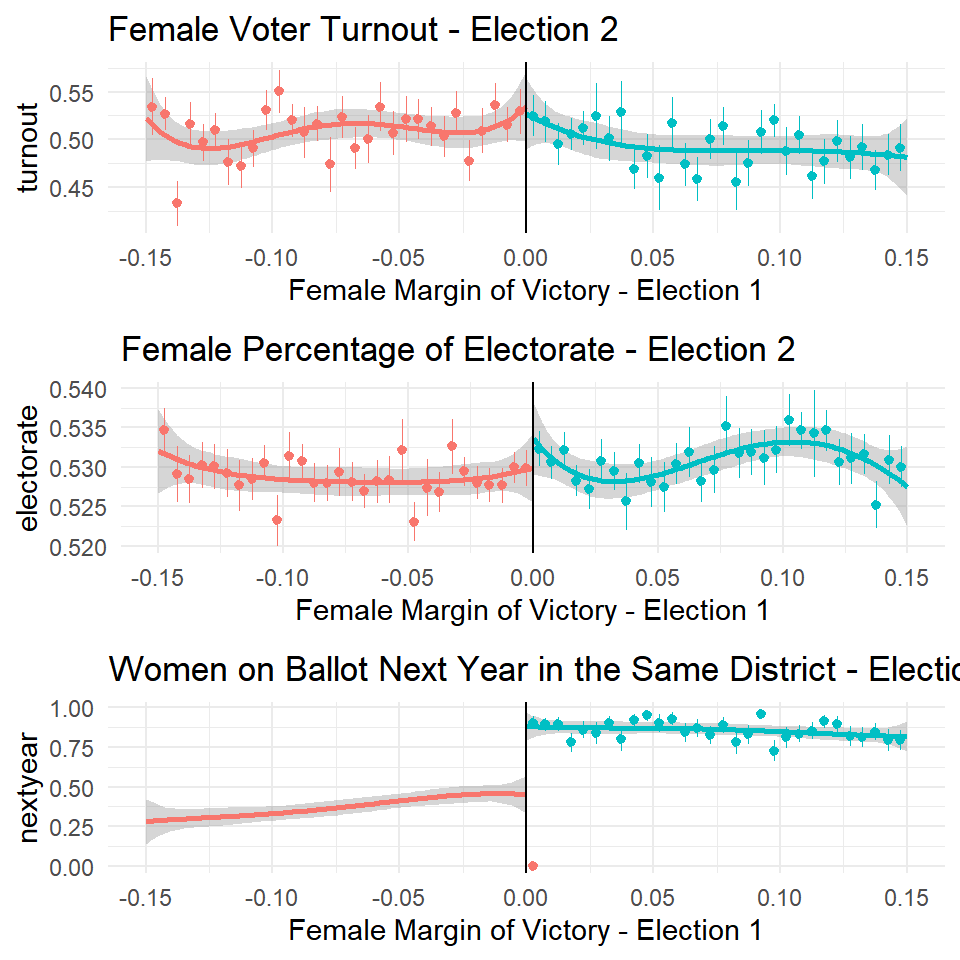 Female Voter Turnout - Election 2
turnout
0.55
0.50
0.45
-0.15 -0.10 -0.05 0.00 0.05 0.10 0.15
Female Margin of Victory - Election 1
Female Percentage of Electorate - Election 2
electorate
0.540
0.535
0.530
0.525
0.520
-0.15 -0.10 -0.05 0.00 0.05 0.10 0.15
Female Margin of Victory - Election 1
Women on Ballot Next Year in the Same District - Electio
nextyear
1.00
0.75
0.50
0.25
0.00
-0.15 -0.10 -0.05 0.00 0.05 0.10 0.15
Female Margin of Victory - Election 1